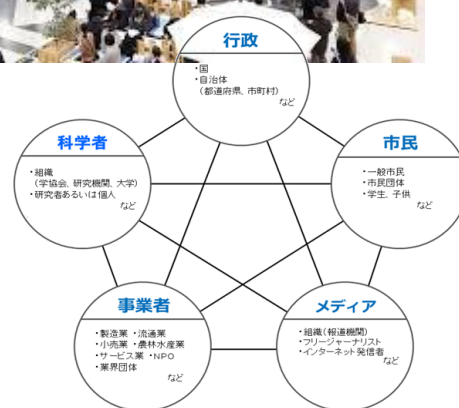 行政
・国
・自治体
（都道府県、市町村）
など
科学者
・組織
（学協会、研究機関、大学）
・研究者あるいは個人
など
市民
・一般市民
・市民団体
・学生、子供
など
事業者
・製造業 ・流通業
・小売業 ・農林水産業
・サービス業 ・NPO
・業界団体
など
メディア
・組織（報道機関）
・フリージャーナリスト
・インターネット発信者
など